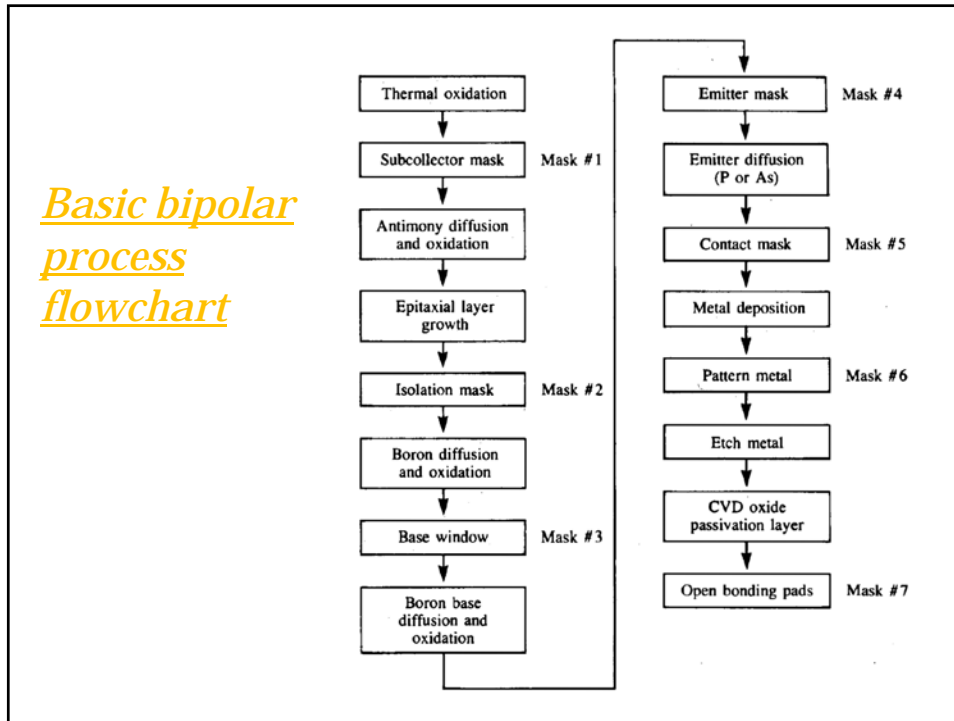 Basic bipolar
process
flowchart
Thermal oxidation
Subcollector mask Mask #1
Antimony diffusion
and oxidation
Epitaxial layer
growth
Isolation mask Mask #2
Boron diffusion
and oxidation
Base window Mask #3
Boron base
diffusion and
oxidation
Emitter mask Mask #4
Emitter diffusion
(P or As)
Contact mask Mask #5
Metal deposition
Pattern metal Mask #6
Etch metal
CVD oxide
passivation layer
Open bonding pads Mask #7